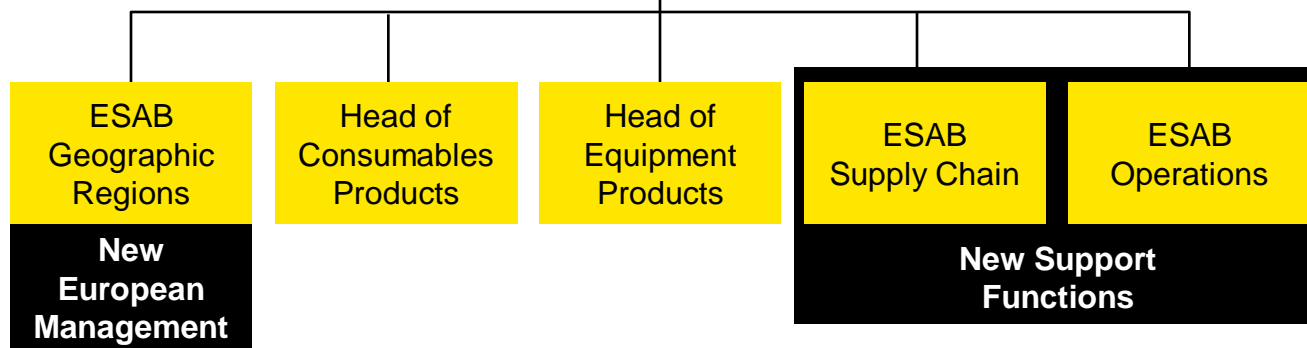 ESAB
Geographic
Regions
New
European
Management
Head of
Consumables
Products
Head of
Equipment
Products
ESAB
Supply Chain
ESAB
Operations
New Support
Functions